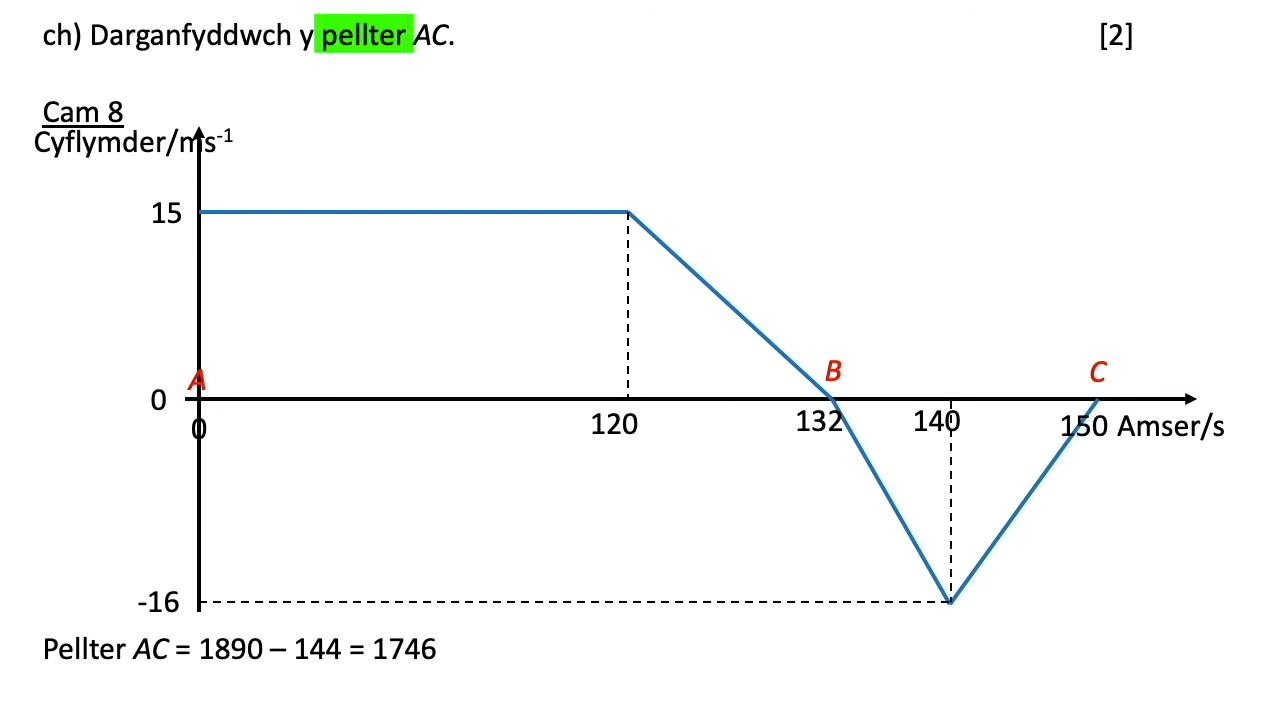 ch) Darganfyddwch y pellter AC. [2]
Cam 8
Cyflymder/ms⁻¹
15
A
B
C
0
0
120
132
140
150 Amser/s
-16
Pellter AC = 1890 – 144 = 1746